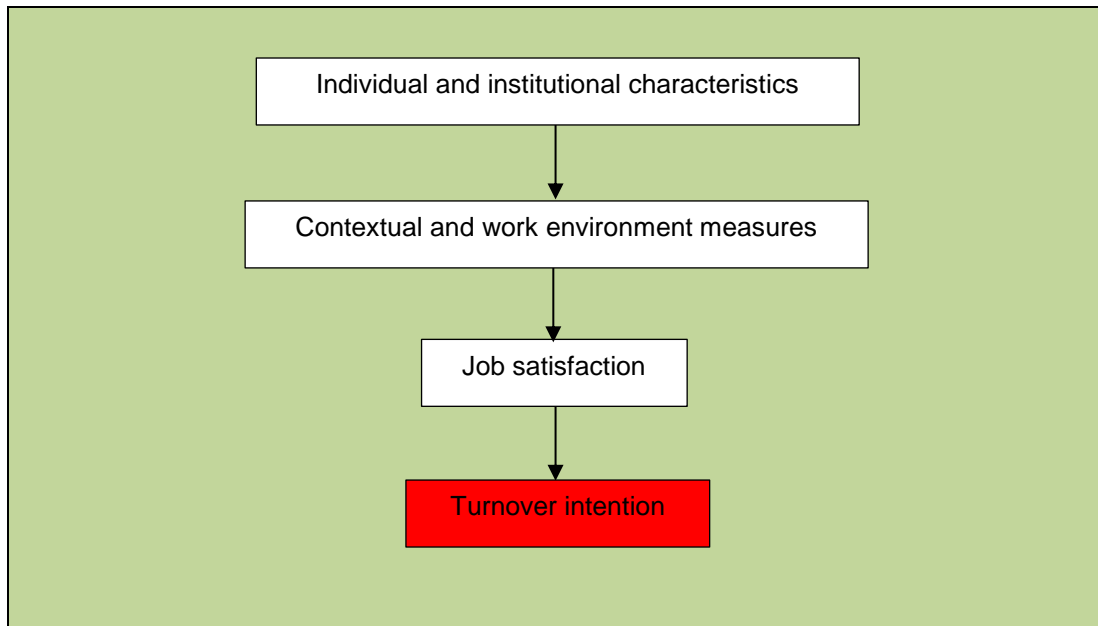 Individual and institutional characteristics
Contextual and work environment measures
Job satisfaction
Turnover intention